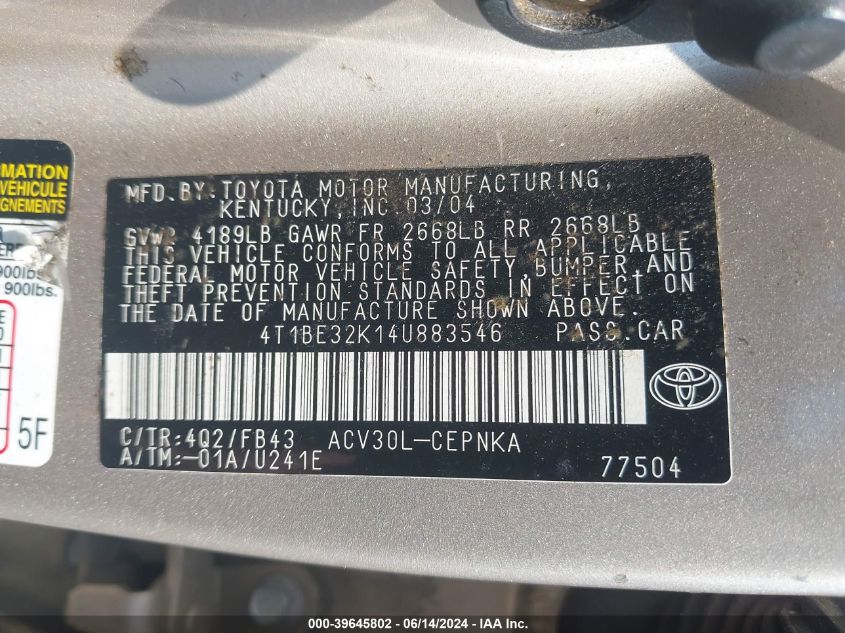 MATION
VÉHICULE
GNEMENTS
900lbs
900lbs.
5F
MFD.BY:TOYOTA MOTOR MANUFACTURING,
KENTUCKY,INC 03/04
GVWR 4189LB GAWR FR 2668LB RR 2668LB
THIS VEHICLE CONFORMS TO ALL APPLICABLE
FEDERAL MOTOR VEHICLE SAFETY,BUMPER,AND
THEFT PREVENTION STANDARDS IN EFFECT ON
THE DATE OF MANUFACTURE SHOWN ABOVE.
4T1BE32K14U883546 PASS.CAR
C/TR:4Q2/FB43 ACV30L-CEPNKA
A/TM:-01A/U241E
77504
000-39645802 - 06/14/2024 - IAA Inc.